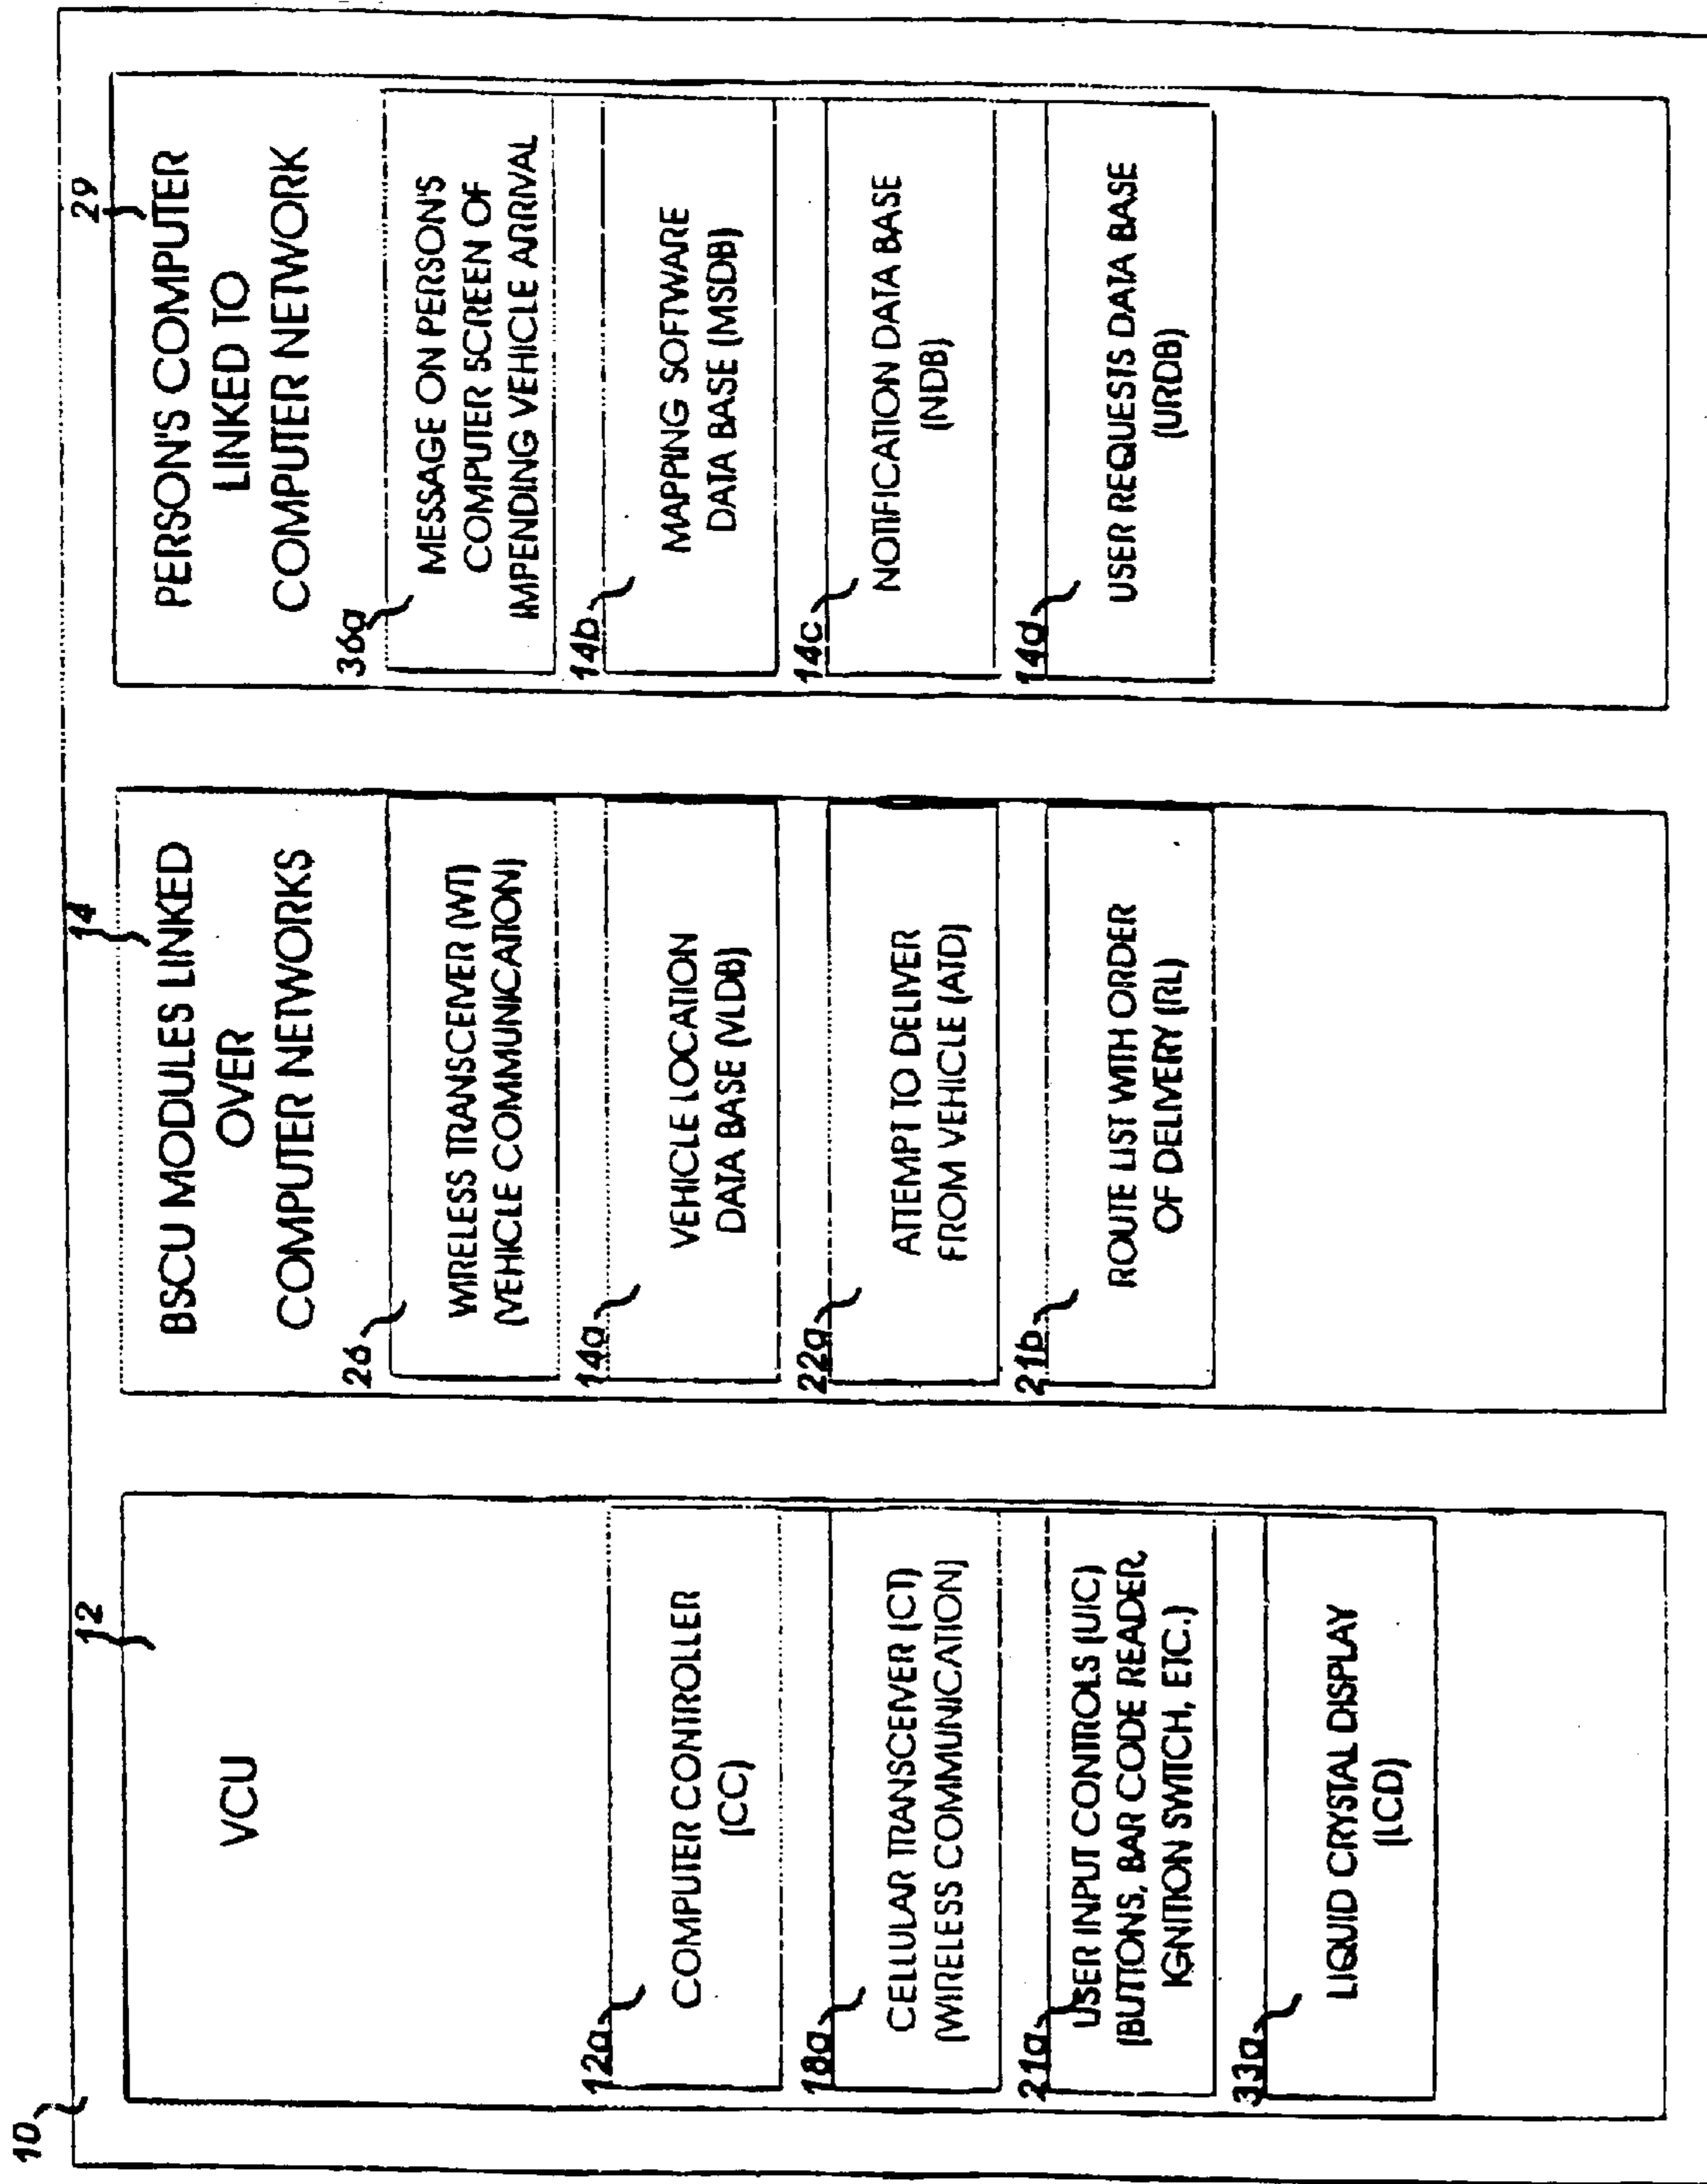 10
12
VCU
12a
COMPUTER CONTROLLER
(CC)
18a
CELLULAR TRANSCEIVER (CT)
(WIRELESS COMMUNICATION)
21a
USER INPUT CONTROLS (UIC)
(BUTTONS, BAR CODE READER,
IGNITION SWITCH, ETC.)
33a
LIQUID CRYSTAL DISPLAY
(LCD)
14
BSCU MODULES LINKED
OVER
COMPUTER NETWORKS
26
WIRELESS TRANSCEIVER (WT)
(VEHICLE COMMUNICATION)
14a
VEHICLE LOCATION
DATA BASE (VLDB)
22a
ATTEMPT TO DELIVER
FROM VEHICLE (ATD)
21b
ROUTE LIST WITH ORDER
OF DELIVERY (RL)
29
PERSON'S COMPUTER
LINKED TO
COMPUTER NETWORK
36a
MESSAGE ON PERSON'S
COMPUTER SCREEN OF
IMPENDING VEHICLE ARRIVAL
14b
MAPPING SOFTWARE
DATA BASE (MSDB)
14c
NOTIFICATION DATA BASE
(NDB)
14d
USER REQUESTS DATA BASE
(URDB)